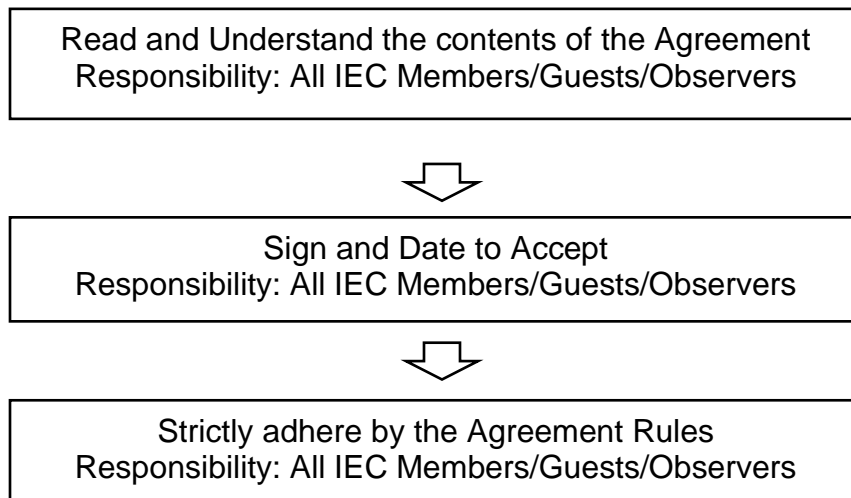 Read and Understand the contents of the Agreement
Responsibility: All IEC Members/Guests/Observers
Sign and Date to Accept
Responsibility: All IEC Members/Guests/Observers
Strictly adhere by the Agreement Rules
Responsibility: All IEC Members/Guests/Observers